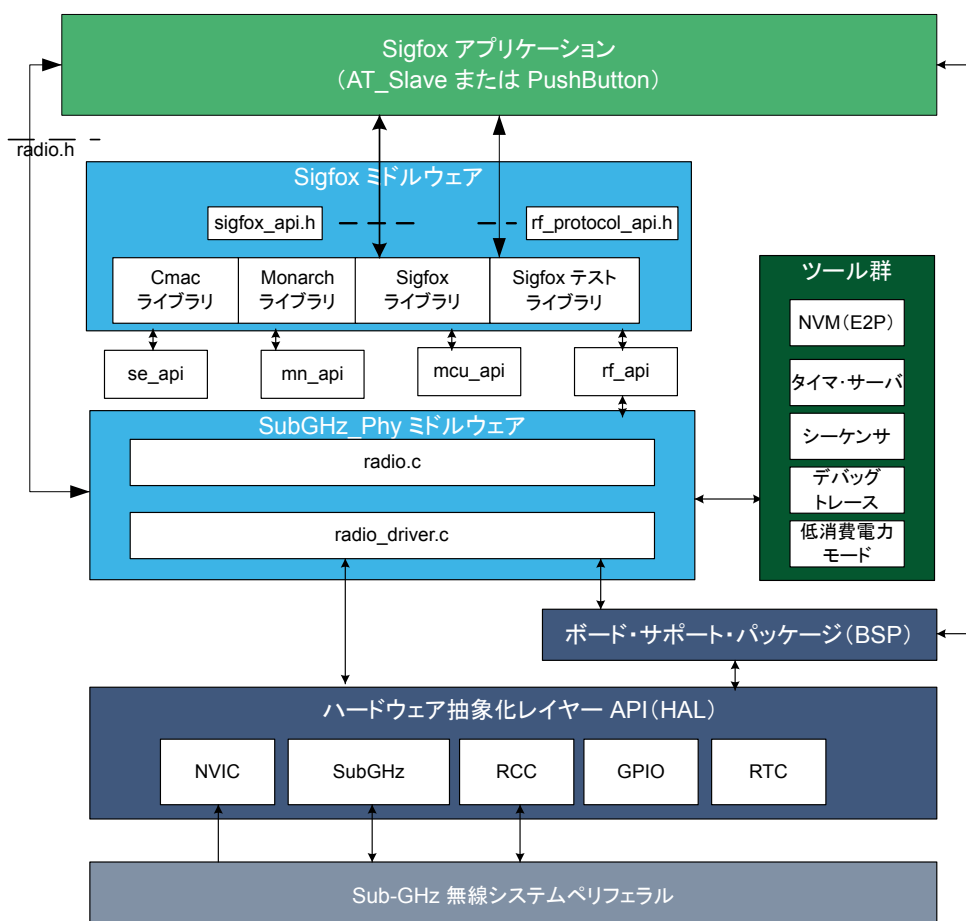 Sigfox アプリケーション
（AT_Slave または PushButton）
radio.h
Sigfox ミドルウェア
sigfox_api.h
rf_protocol_api.h
Cmac
ライブラリ
Monarch
ライブラリ
Sigfox
ライブラリ
Sigfox テスト
ライブラリ
se_api
mn_api
mcu_api
rf_api
ツール群
NVM（E2P）
タイマ・サーバ
シーケンサ
デバッグ
トレース
低消費電力
モード
SubGHz_Phy ミドルウェア
radio.c
radio_driver.c
ボード・サポート・パッケージ（BSP）
ハードウェア抽象化レイヤー API（HAL）
NVIC
SubGHz
RCC
GPIO
RTC
Sub-GHz 無線システムペリフェラル